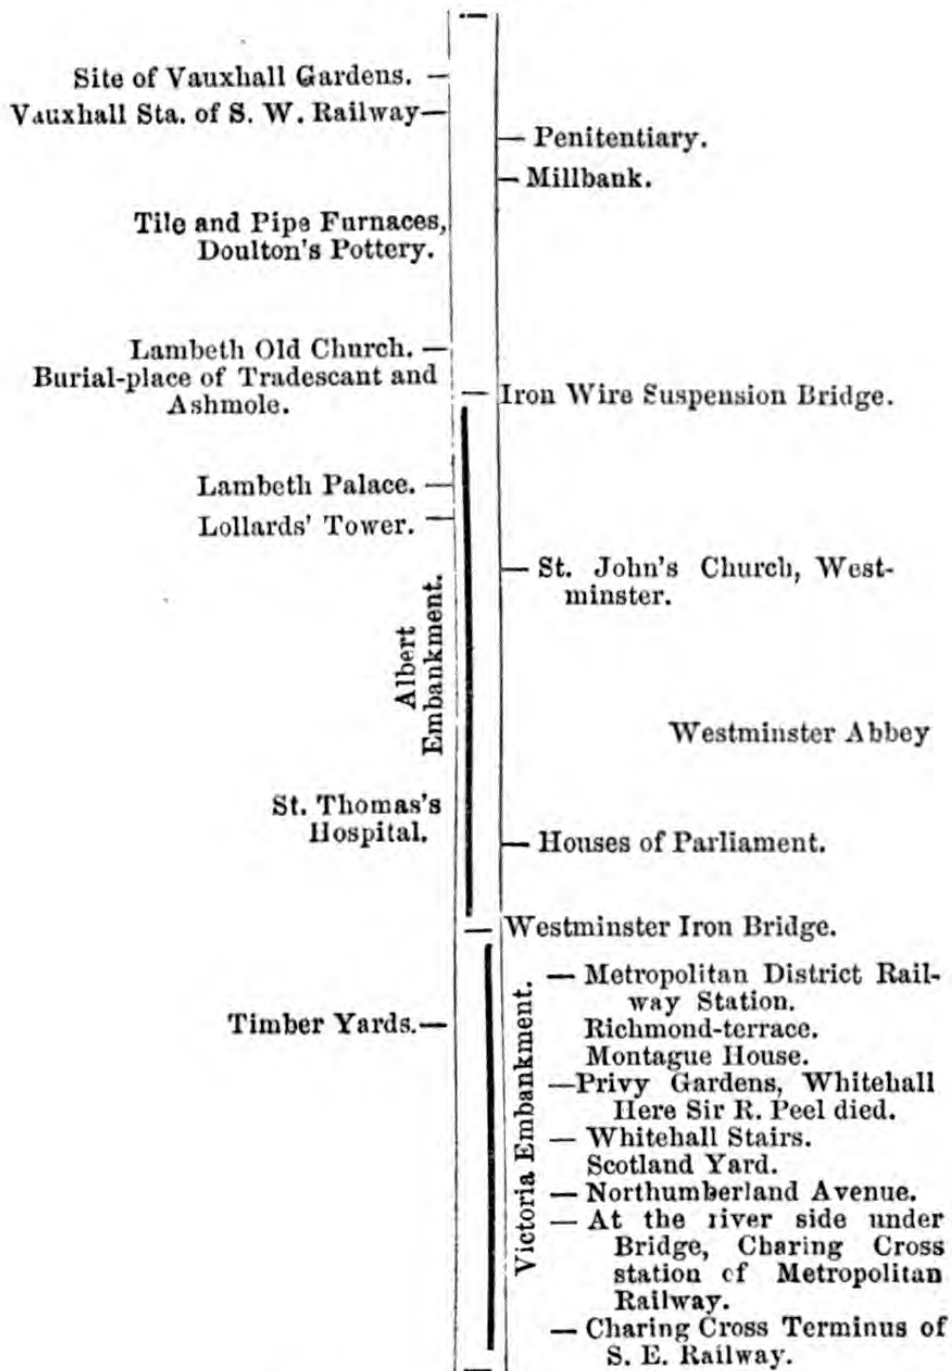 Site of Vauxhall Gardens.
Vauxhall Sta. of S. W. Railway
Penitentiary.
Millbank.
Tile and Pipe Furnaces,
Doulton's Pottery.
Lambeth Old Church.
Burial-place of Tradescant and
Ashmole.
Iron Wire Suspension Bridge.
Lambeth Palace.
Lollards' Tower.
St. John's Church, West-
minster.
Albert
Embankment.
Westminster Abbey
St. Thomas's
Hospital.
Houses of Parliament.
Westminster Iron Bridge.
Timber Yards.
Victoria Embankment.
Metropolitan District Rail-
way Station.
Richmond-terrace.
Montague House.
Privy Gardens, Whitehall
Here Sir R. Peel died.
Whitehall Stairs.
Scotland Yard.
Northumberland Avenue.
At the river side under
Bridge, Charing Cross
station of Metropolitan
Railway.
Charing Cross Terminus of
S. E. Railway.